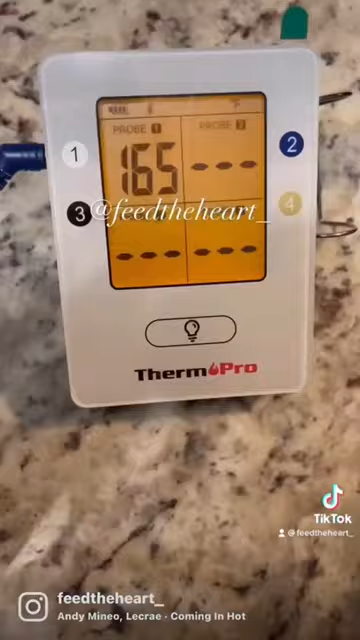 PROBE 1
PROBE 2
°F
165
- - -
1
2
3
4
@feedtheheart_
- - -
- - -
ThermoPro
TikTok
@feedtheheart_
feedtheheart_
Andy Mineo, Lecrae · Coming In Hot